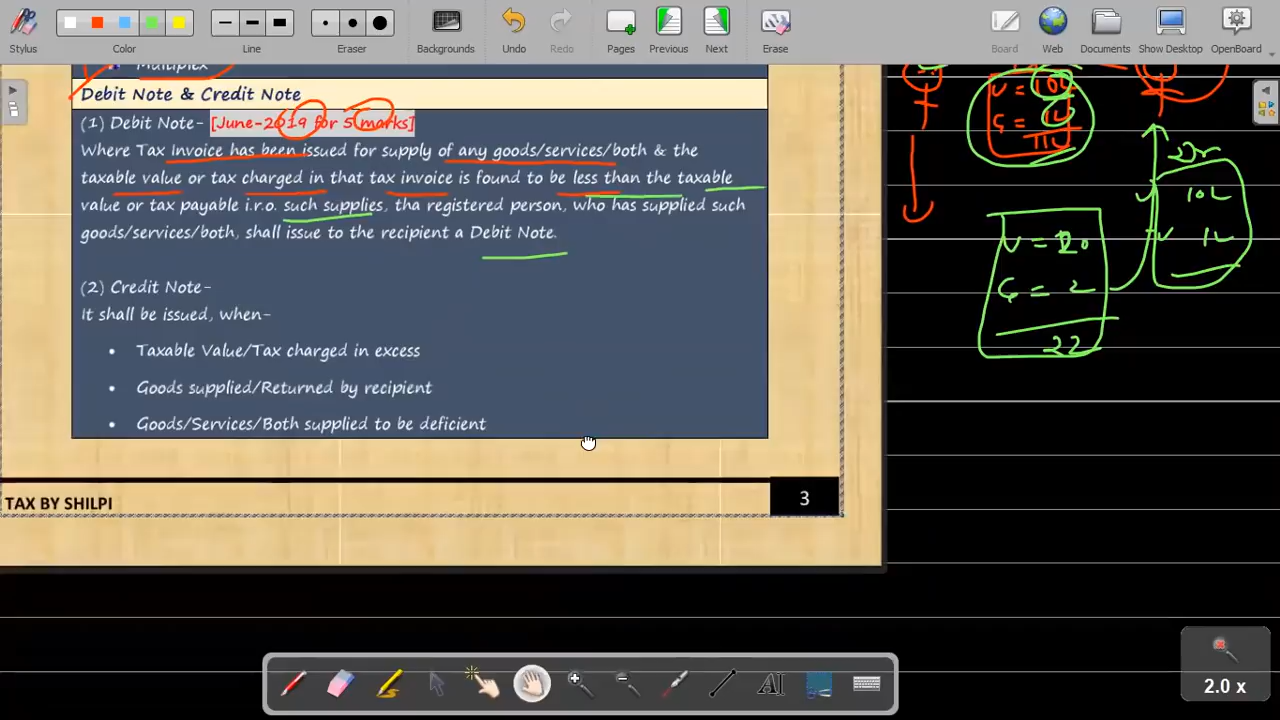 Stylus
Color
Line
Eraser
Backgrounds
Undo
Redo
Pages
Previous
Next
Erase
Board
Web
Documents
Show Desktop
OpenBoard
Multiplex
Debit Note & Credit Note
(1) Debit Note- [June-2019 for 5 marks]
Where Tax Invoice has been issued for supply of any goods/services/both & the
taxable value or tax charged in that tax invoice is found to be less than the taxable
value or tax payable i.r.o. such supplies, tha registered person, who has supplied such
goods/services/both, shall issue to the recipient a Debit Note.
(2) Credit Note-
It shall be issued, when-
• Taxable Value/Tax charged in excess
• Goods supplied/Returned by recipient
• Goods/Services/Both supplied to be deficient
TAX BY SHILPI
3
V = 10L
G = 1L
11L
Dr
V 10L
1L
V = 20
G = 2
22
2.0 x